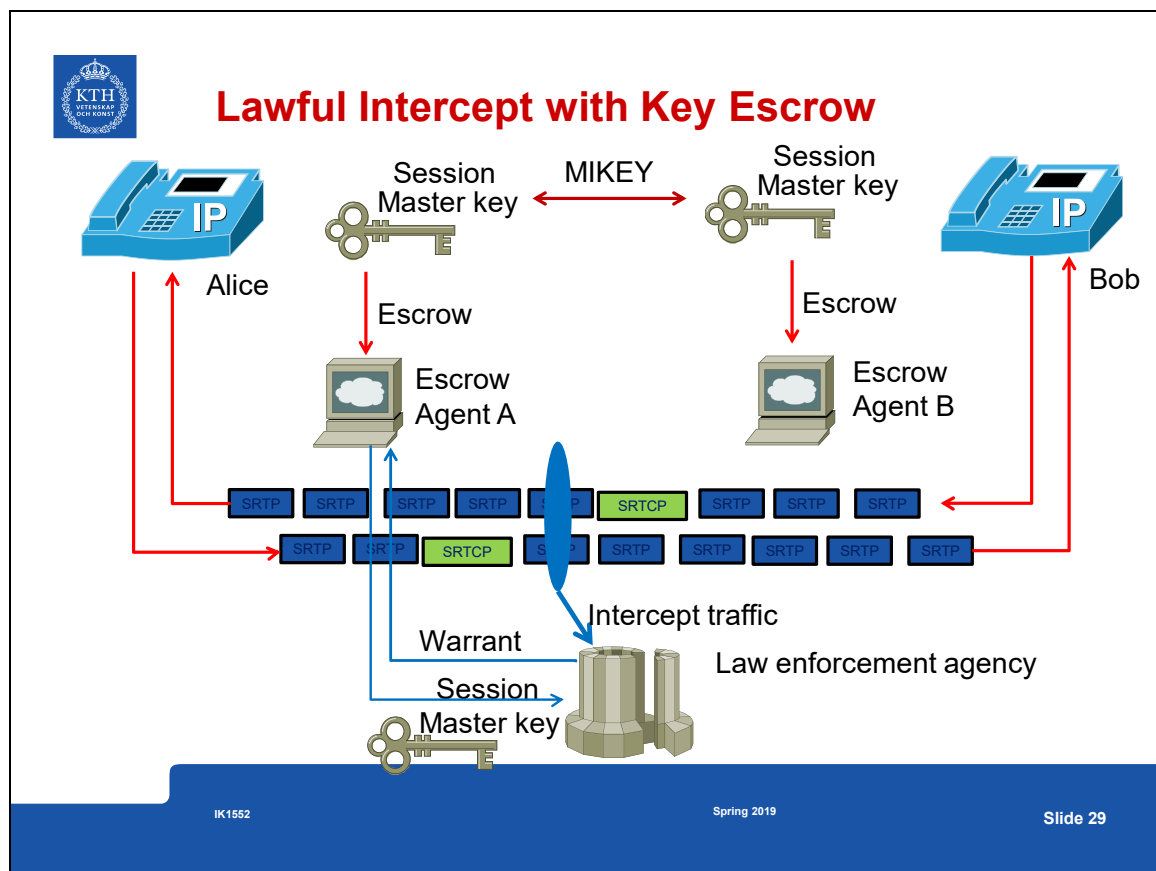 KTH
VETENSKAP
OCH KONST
Lawful Intercept with Key Escrow
Session
Master key
MIKEY
Session
Master key
IP
IP
Alice
Bob
Escrow
Escrow
Escrow
Agent A
Escrow
Agent B
SRTP SRTP SRTP SRTP SRTP SRTCP SRTP SRTP SRTP
SRTP SRTP SRTCP SRTP SRTP SRTP SRTP SRTP SRTP
Intercept traffic
Warrant
Law enforcement agency
Session
Master key
IK1552
Spring 2019
Slide 29